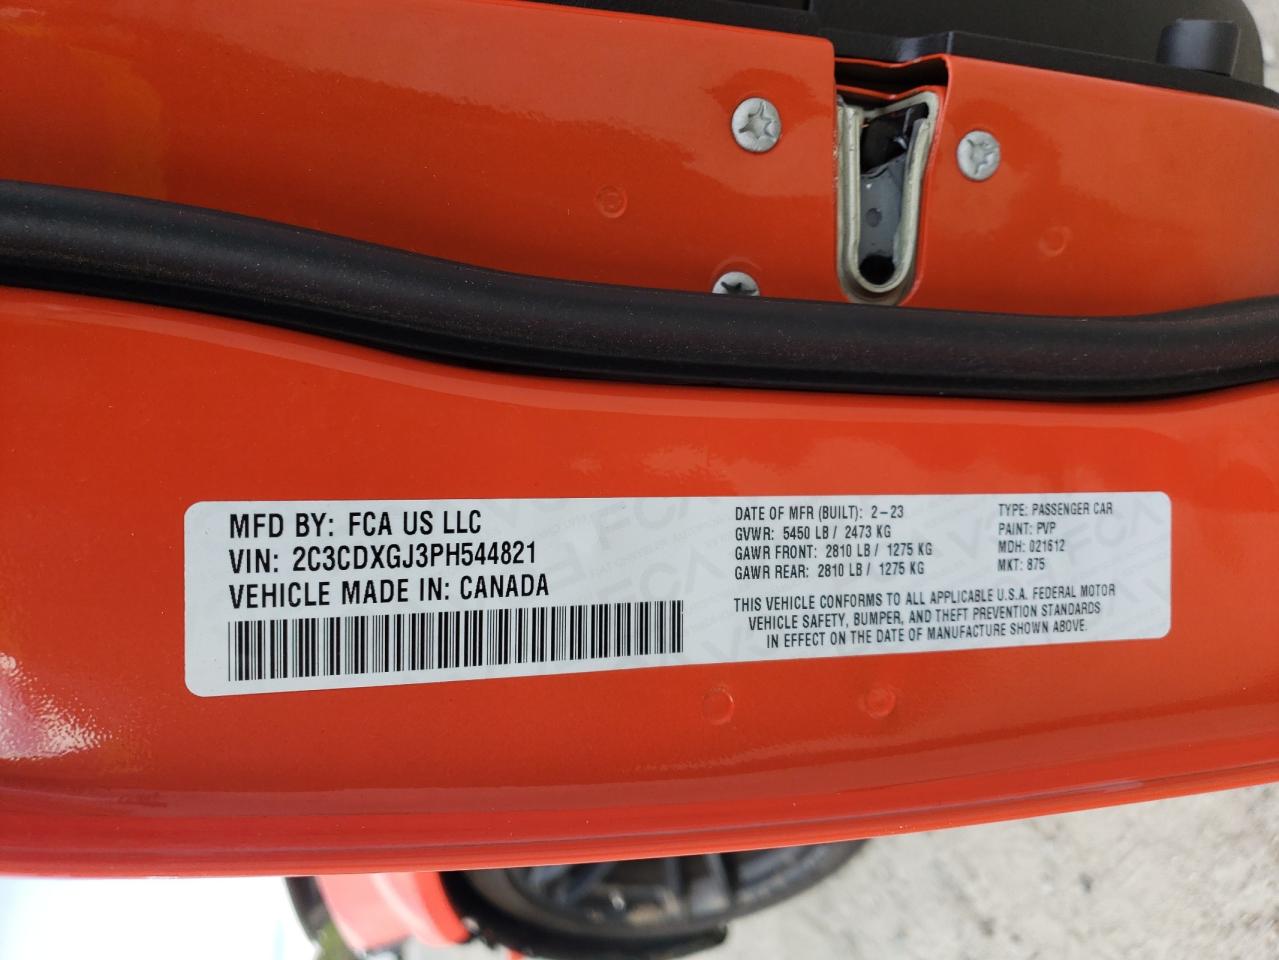 MFD BY: FCA US LLC
VIN: 2C3CDXGJ3PH544821
VEHICLE MADE IN: CANADA
DATE OF MFR (BUILT): 2-23
GVWR: 5450 LB / 2473 KG
GAWR FRONT: 2810 LB / 1275 KG
GAWR REAR: 2810 LB / 1275 KG
TYPE: PASSENGER CAR
PAINT: PVP
MDH: 021612
MKT: 875
THIS VEHICLE CONFORMS TO ALL APPLICABLE U.S.A. FEDERAL MOTOR
VEHICLE SAFETY, BUMPER, AND THEFT PREVENTION STANDARDS
IN EFFECT ON THE DATE OF MANUFACTURE SHOWN ABOVE.